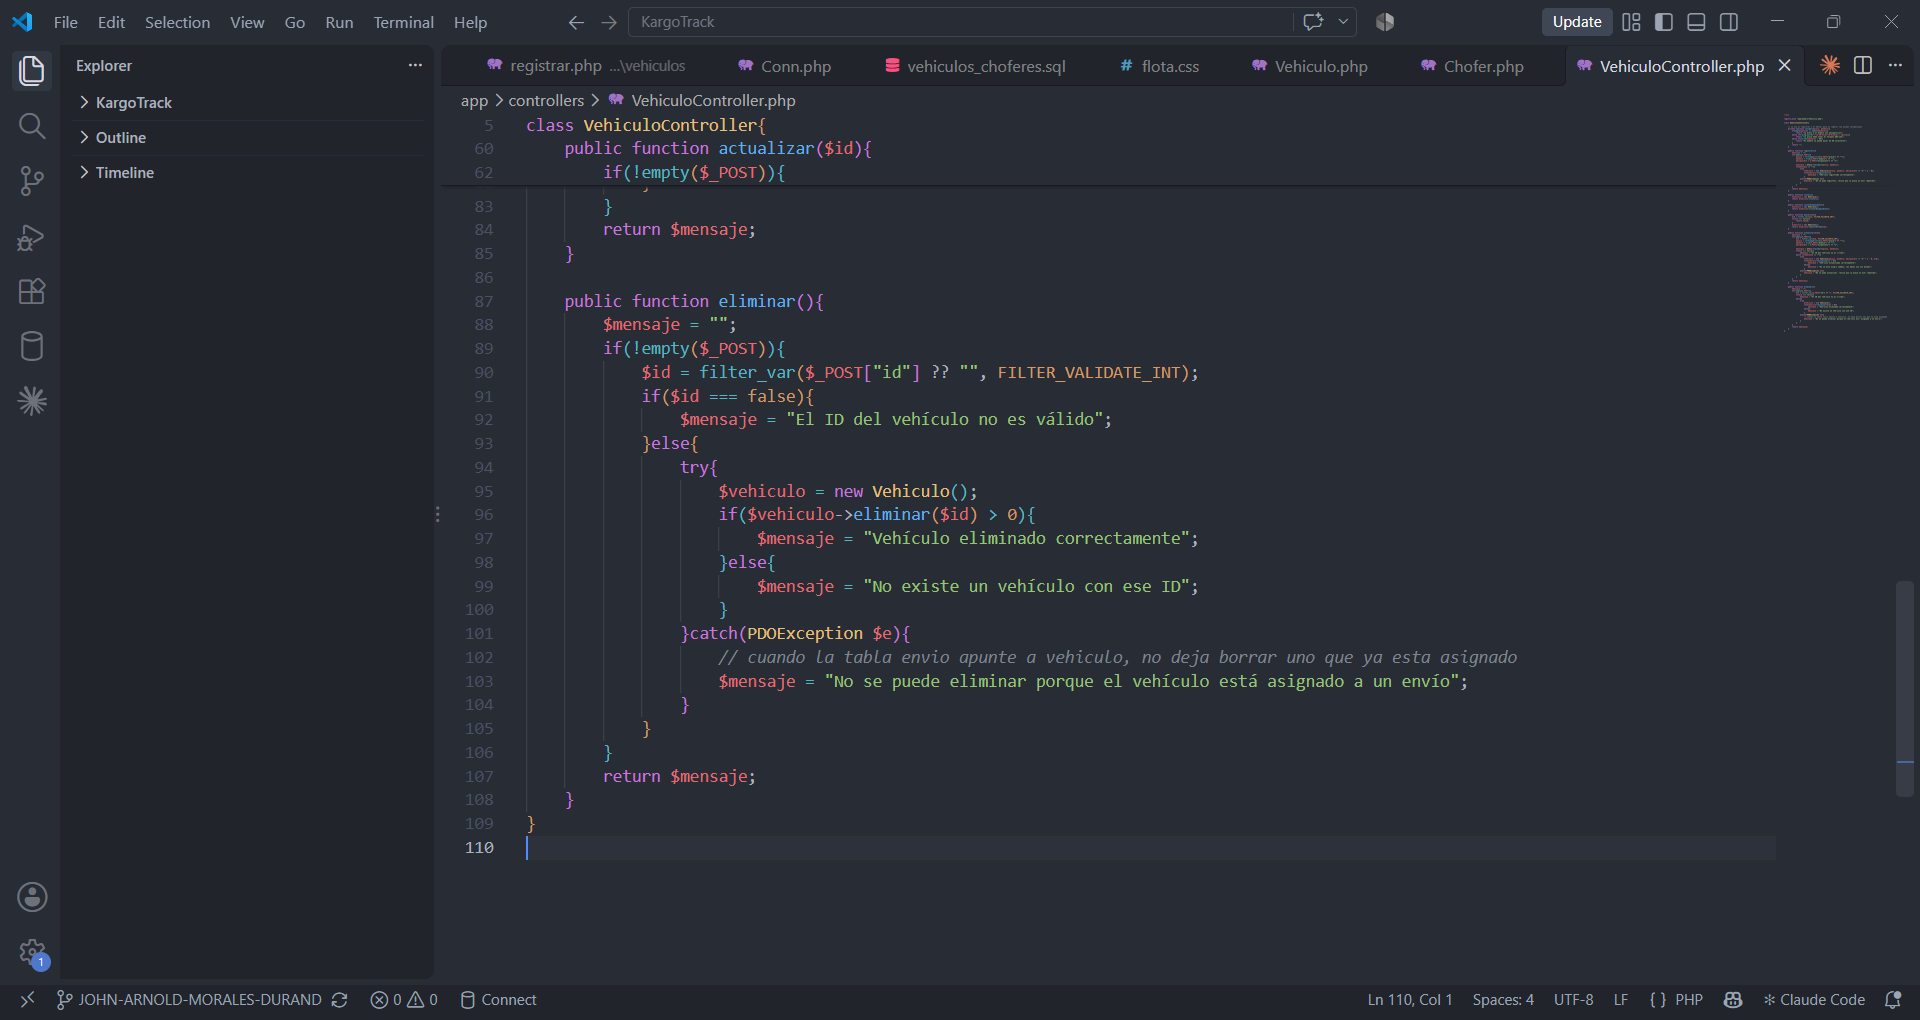 File Edit Selection View Go Run Terminal Help
KargoTrack
Update
Explorer
KargoTrack
Outline
Timeline
registrar.php ...\vehiculos
Conn.php
vehiculos_choferes.sql
# flota.css
Vehiculo.php
Chofer.php
VehiculoController.php
app > controllers > VehiculoController.php
5 class VehiculoController{
60 public function actualizar($id){
62 if(!empty($_POST)){
83 }
84 return $mensaje;
85 }
86
87 public function eliminar(){
88 $mensaje = "";
89 if(!empty($_POST)){
90 $id = filter_var($_POST["id"] ?? "", FILTER_VALIDATE_INT);
91 if($id === false){
92 $mensaje = "El ID del vehículo no es válido";
93 }else{
94 try{
95 $vehiculo = new Vehiculo();
96 if($vehiculo->eliminar($id) > 0){
97 $mensaje = "Vehículo eliminado correctamente";
98 }else{
99 $mensaje = "No existe un vehículo con ese ID";
100 }
101 }catch(PDOException $e){
102 // cuando la tabla envio apunte a vehiculo, no deja borrar uno que ya esta asignado
103 $mensaje = "No se puede eliminar porque el vehículo está asignado a un envío";
104 }
105 }
106 }
107 return $mensaje;
108 }
109 }
110
1
JOHN-ARNOLD-MORALES-DURAND
0 0
Connect
Ln 110, Col 1
Spaces: 4
UTF-8
LF
{ } PHP
Claude Code